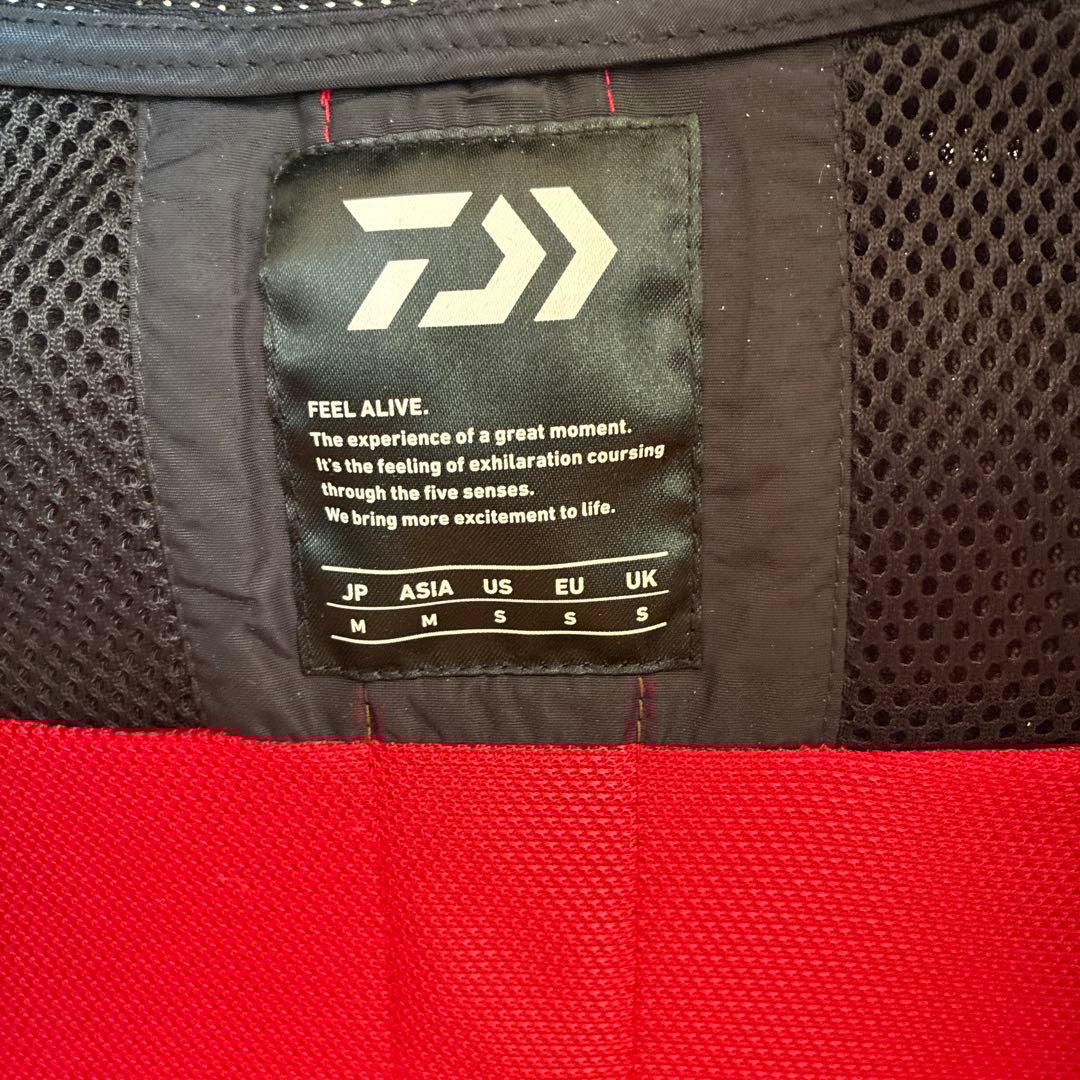 FEEL ALIVE.
The experience of a great moment.
It's the feeling of exhilaration coursing
through the five senses.
We bring more excitement to life.
JP ASIA US EU UK
M M S S S